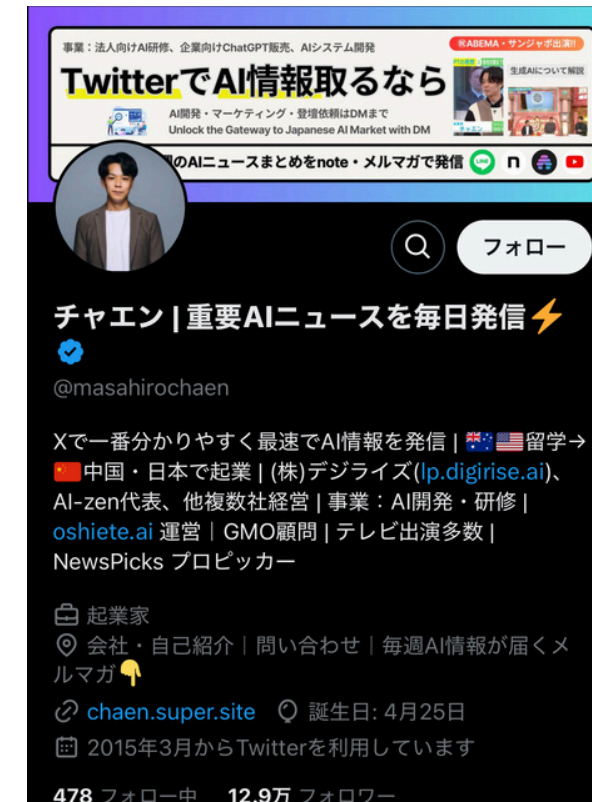 事業：法人向けAI研修、企業向けChatGPT販売、AIシステム開発
㊗ABEMA・サンジャポ出演!!
TwitterでAI情報取るなら
生成AIについて解説
AI開発・マーケティング・登壇依頼はDMまで
Unlock the Gateway to Japanese AI Market with DM
チャエン
のAIニュースまとめをnote・メルマガで発信
LINE
n
フォロー
チャエン | 重要AIニュースを毎日発信⚡
@masahirochaen
Xで一番分かりやすく最速でAI情報を発信 | 🇦🇺🇺🇸留学→
🇨🇳中国・日本で起業 | (株)デジライズ(lp.digirise.ai)、
AI-zen代表、他複数社経営 | 事業：AI開発・研修 |
oshiete.ai 運営｜GMO顧問 | テレビ出演多数 |
NewsPicks プロピッカー
起業家
会社・自己紹介｜問い合わせ｜毎週AI情報が届くメ
ルマガ👇
chaen.super.site 誕生日: 4月25日
2015年3月からTwitterを利用しています
478 フォロー中 12.9万 フォロワー